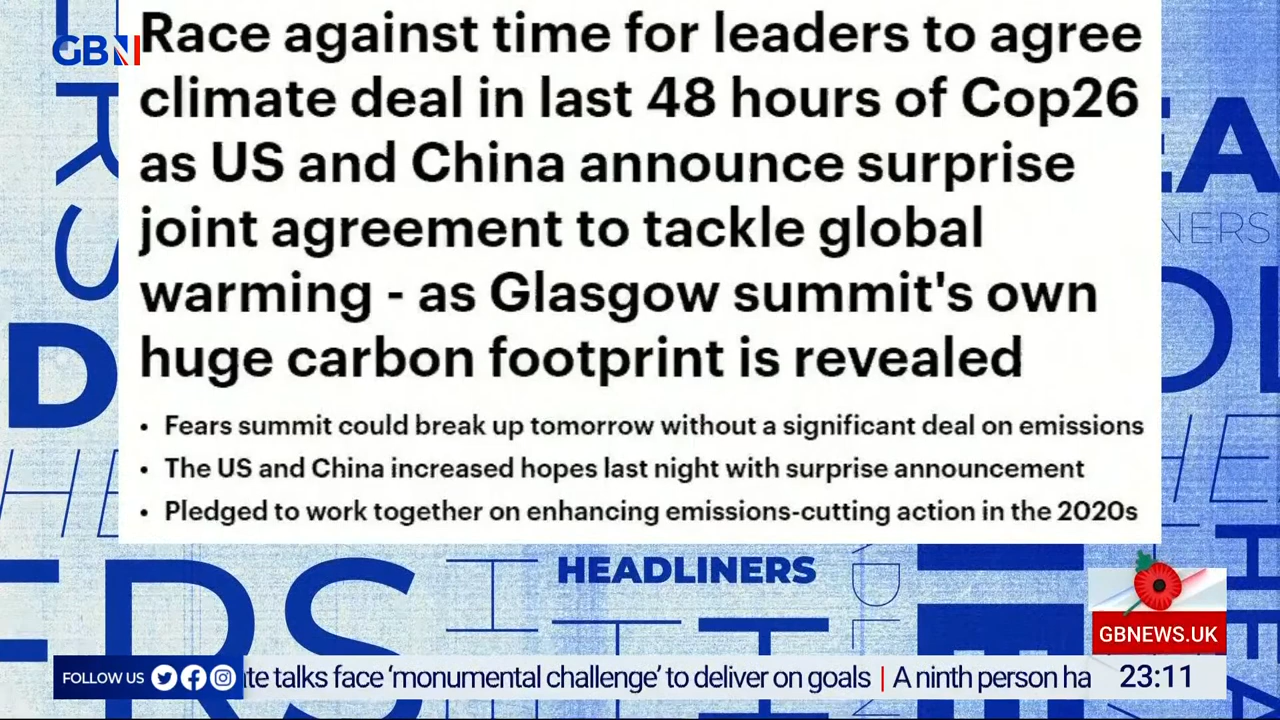 GBN
Race against time for leaders to agree
climate deal in last 48 hours of Cop26
as US and China announce surprise
joint agreement to tackle global
warming - as Glasgow summit's own
huge carbon footprint is revealed
• Fears summit could break up tomorrow without a significant deal on emissions
• The US and China increased hopes last night with surprise announcement
• Pledged to work together on enhancing emissions-cutting action in the 2020s
HEADLINERS
GBNEWS.UK
FOLLOW US
te talks face ‘monumental challenge’ to deliver on goals | A ninth person ha
23:11